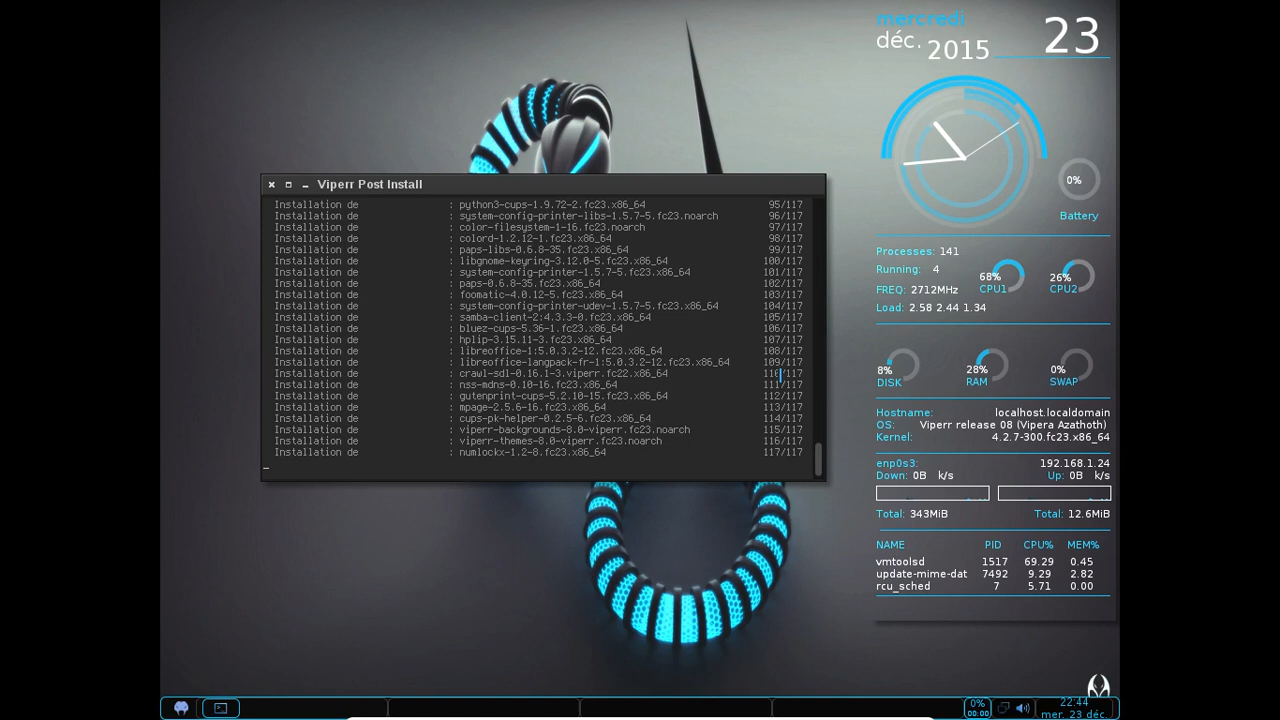 mercredi
déc. 2015 23
0%
Battery
Viperr Post Install
Installation de : python3-cups-1.9.72-2.fc23.x86_64 95/117
Installation de : system-config-printer-libs-1.5.7-5.fc23.noarch 96/117
Installation de : color-filesystem-1-16.fc23.noarch 97/117
Installation de : colord-1.2.12-1.fc23.x86_64 98/117
Installation de : paps-libs-0.6.8-35.fc23.x86_64 99/117
Installation de : libgnome-keyring-3.12.0-5.fc23.x86_64 100/117
Installation de : system-config-printer-1.5.7-5.fc23.x86_64 101/117
Installation de : paps-0.6.8-35.fc23.x86_64 102/117
Installation de : foomatic-4.0.12-5.fc23.x86_64 103/117
Installation de : system-config-printer-udev-1.5.7-5.fc23.x86_64 104/117
Installation de : samba-client-2:4.3.3-0.fc23.x86_64 105/117
Installation de : bluez-cups-5.36-1.fc23.x86_64 106/117
Installation de : hplip-3.15.11-3.fc23.x86_64 107/117
Installation de : libreoffice-1:5.0.3.2-12.fc23.x86_64 108/117
Installation de : libreoffice-langpack-fr-1:5.0.3.2-12.fc23.x86_64 109/117
Installation de : crawl-sdl-0.16.1-3.viperr.fc22.x86_64 110/117
Installation de : nss-mdns-0.10-16.fc23.x86_64 111/117
Installation de : gutenprint-cups-5.2.10-15.fc23.x86_64 112/117
Installation de : mpage-2.5.6-16.fc23.x86_64 113/117
Installation de : cups-pk-helper-0.2.5-6.fc23.x86_64 114/117
Installation de : viperr-backgrounds-8.0-viperr.fc23.noarch 115/117
Installation de : viperr-themes-8.0-viperr.fc23.noarch 116/117
Installation de : numlockx-1.2-8.fc23.x86_64 117/117
Processes: 141
Running: 4
FREQ: 2712MHz
Load: 2.58 2.44 1.34
68% CPU1
26% CPU2
8% DISK
28% RAM
0% SWAP
Hostname: localhost.localdomain
OS: Viperr release 08 (Vipera Azathoth)
Kernel: 4.2.7-300.fc23.x86_64
enp0s3: 192.168.1.24
Down: 0B k/s Up: 0B k/s
Total: 343MiB Total: 12.6MiB
NAME PID CPU% MEM%
vmtoolsd 1517 69.29 0.45
update-mime-dat 7492 9.29 2.82
rcu_sched 7 5.71 0.00
0%
00:00
22:44
mer. 23 déc.